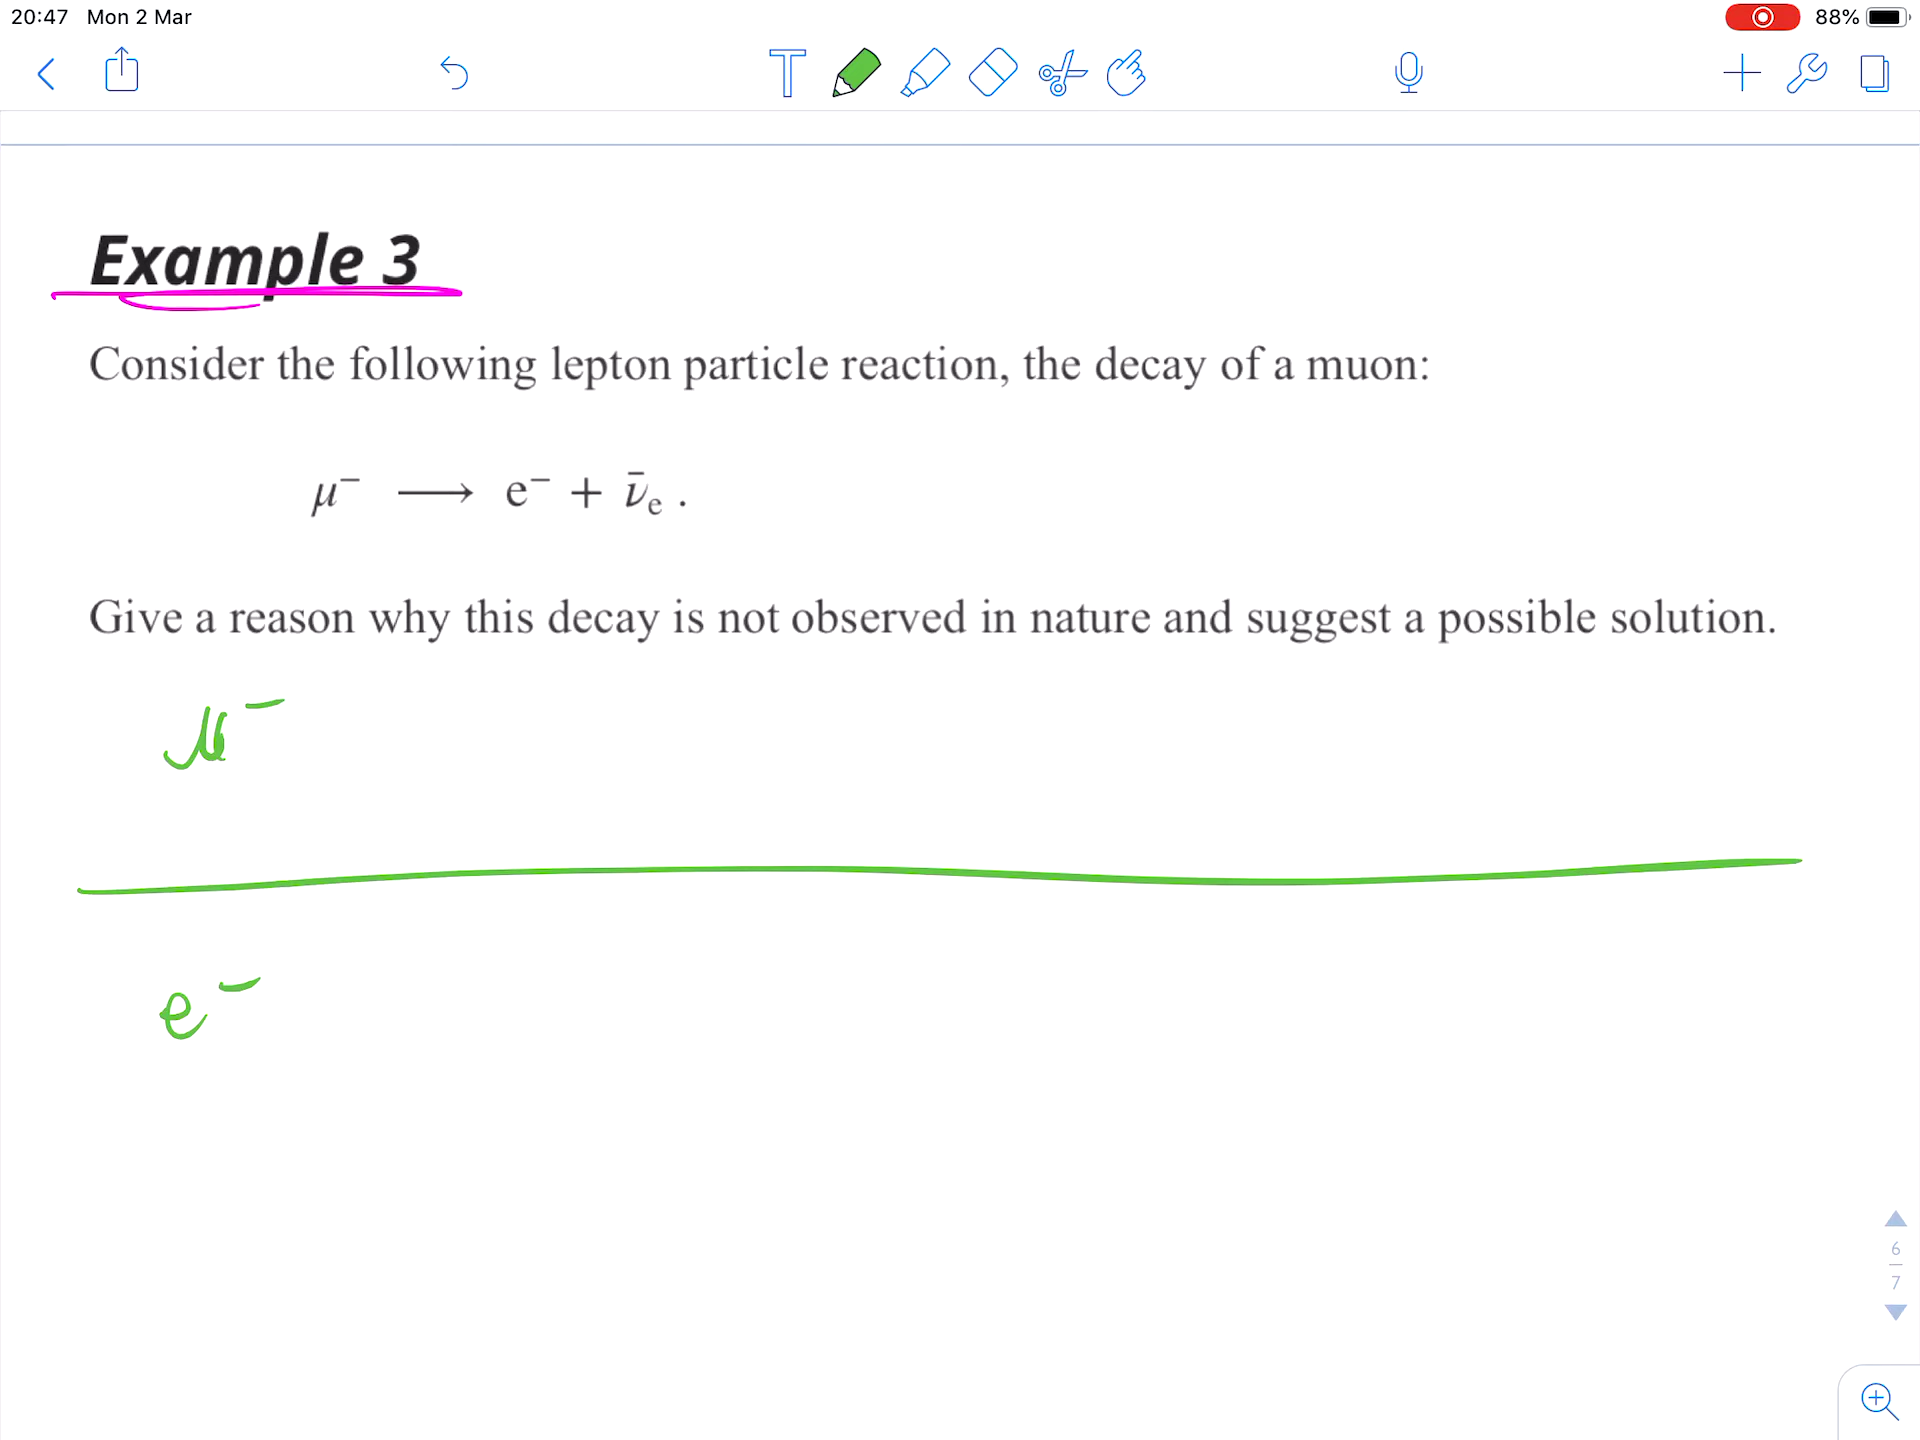 20:47 Mon 2 Mar 88%
T
Example 3
Consider the following lepton particle reaction, the decay of a muon:
μ⁻ ⟶ e⁻ + ν̄ₑ .
Give a reason why this decay is not observed in nature and suggest a possible solution.
μ⁻
e⁻
6
7